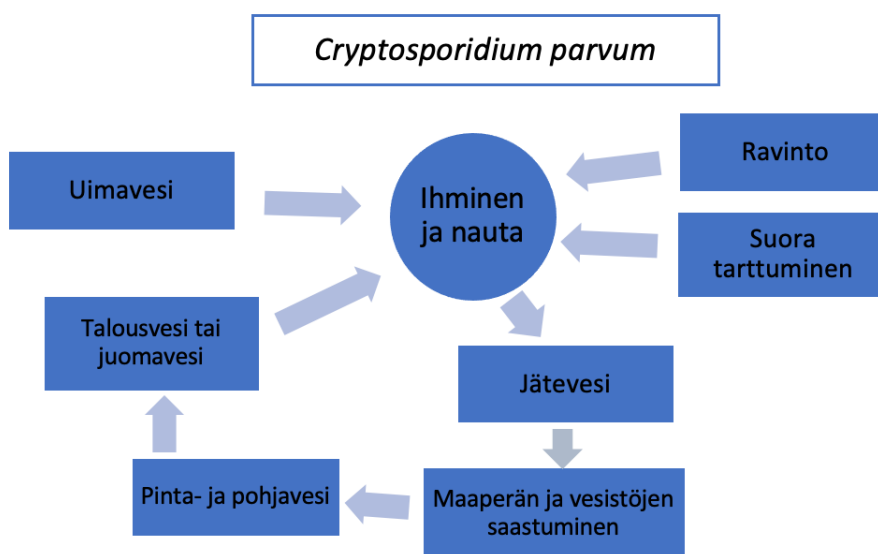 Cryptosporidium parvum
Uimavesi
Ihminen
ja nauta
Ravinto
Suora
tarttuminen
Talousvesi tai
juomavesi
Jätevesi
Pinta- ja pohjavesi
Maaperän ja vesistöjen
saastuminen